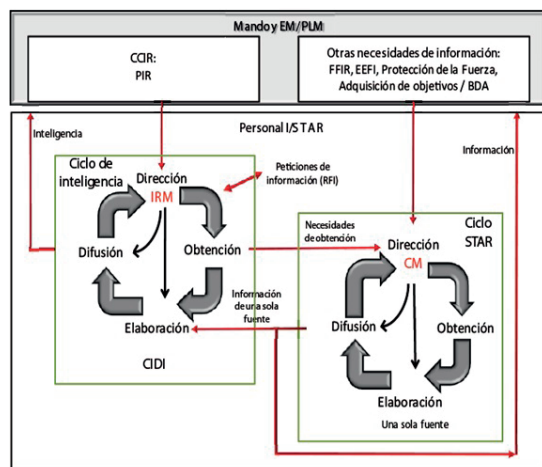 Mando y EM/PLM
CCIR:
PIR
Otras necesidades de información:
FFIR, EEFI, Protección de la Fuerza,
Adquisición de objetivos / BDA
Inteligencia
Personal I/STAR
Información
Ciclo de
inteligencia
Dirección
IRM
Peticiones
de información (RFI)
Difusión
Obtención
Elaboración
CIDI
Necesidades
de obtención
Información
de una sola
fuente
Ciclo
STAR
Dirección
CM
Difusión
Obtención
Elaboración
Una sola fuente